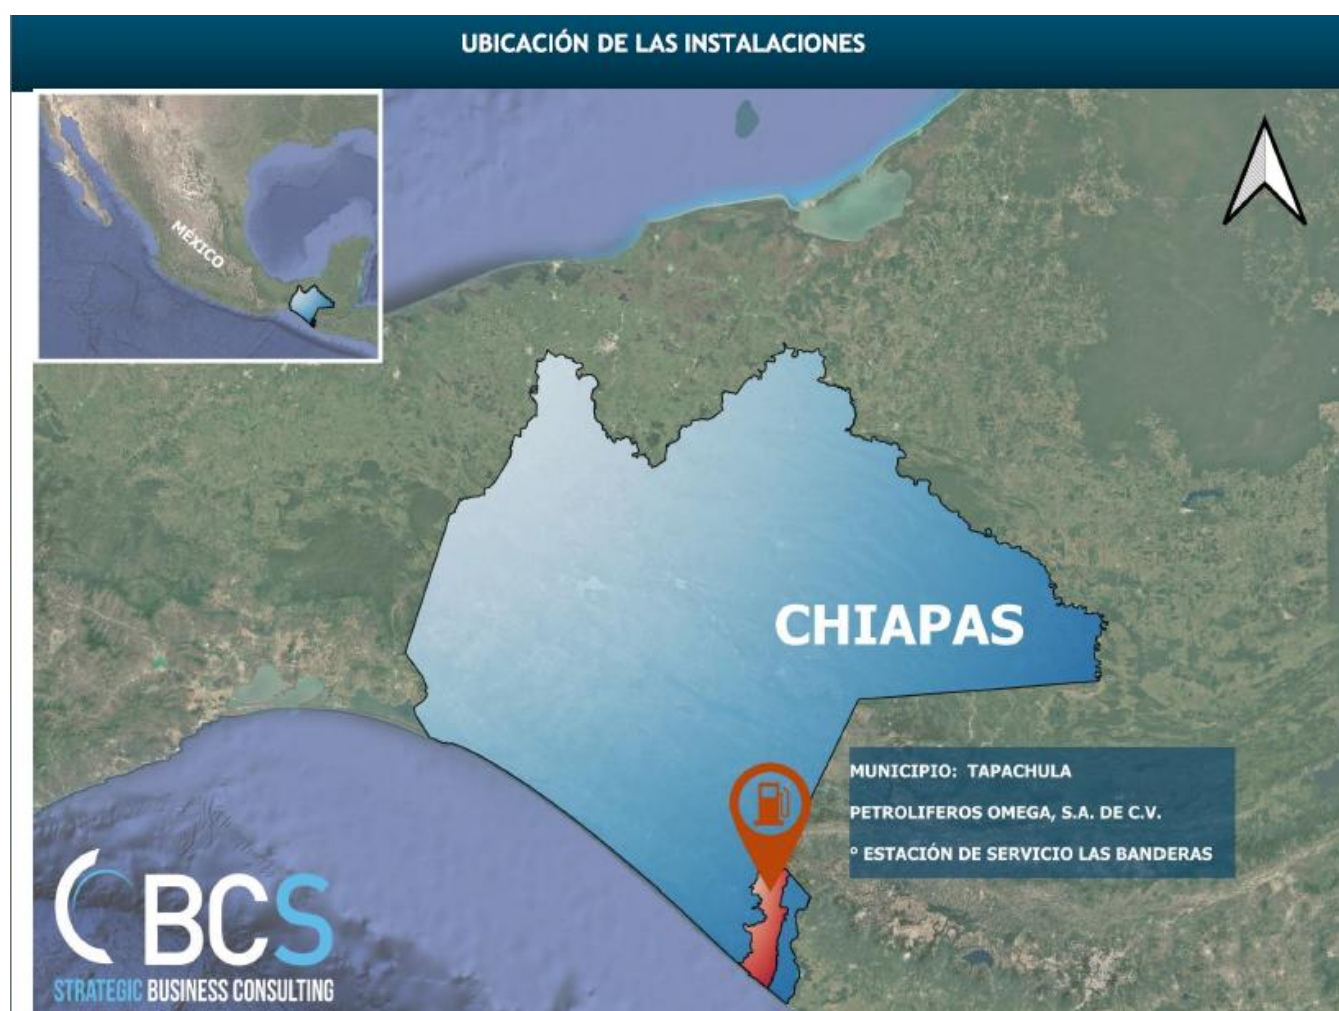 UBICACIÓN DE LAS INSTALACIONES
MÉXICO
CHIAPAS
MUNICIPIO: TAPACHULA
PETROLIFEROS OMEGA, S.A. DE C.V.
° ESTACIÓN DE SERVICIO LAS BANDERAS
BCS
STRATEGIC BUSINESS CONSULTING